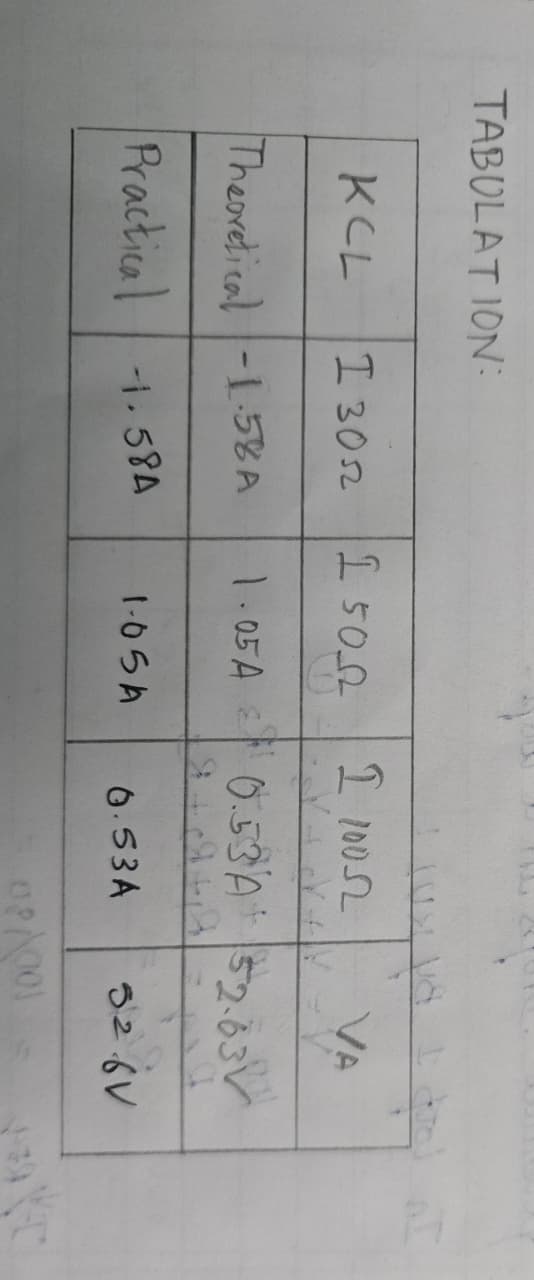 TABULATION:
KCL I 30Ω I 50Ω I 100Ω VA
Theoretical -1.58A 1.05A 0.53A 52.63V
Practical -1.58A 1.05A 0.53A 52.6V